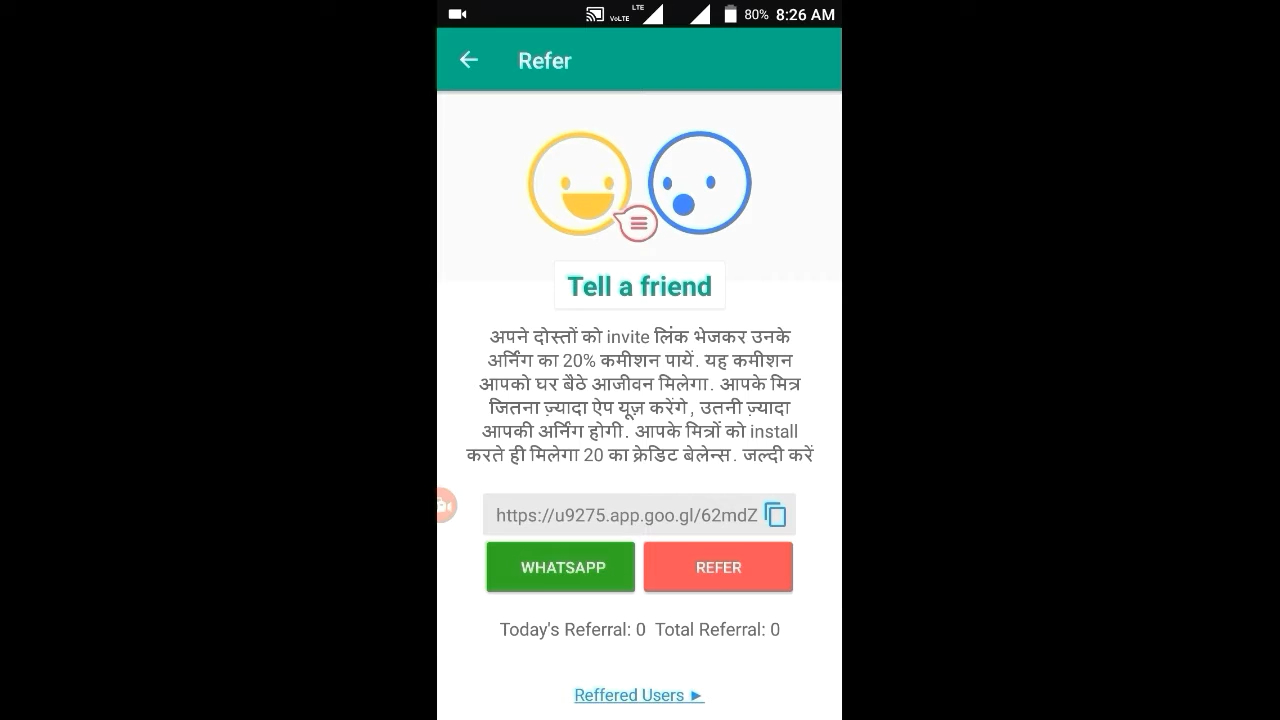 VoLTE LTE 80% 8:26 AM
Refer
Tell a friend
अपने दोस्तों को invite लिंक भेजकर उनके
अर्निंग का 20% कमीशन पायें. यह कमीशन
आपको घर बैठे आजीवन मिलेगा. आपके मित्र
जितना ज़्यादा ऐप यूज़ करेंगे, उतनी ज़्यादा
आपकी अर्निंग होगी. आपके मित्रों को install
करते ही मिलेगा 20 का क्रेडिट बेलेन्स. जल्दी करें
https://u9275.app.goo.gl/62mdZ
WHATSAPP REFER
Today's Referral: 0 Total Referral: 0
Reffered Users ►